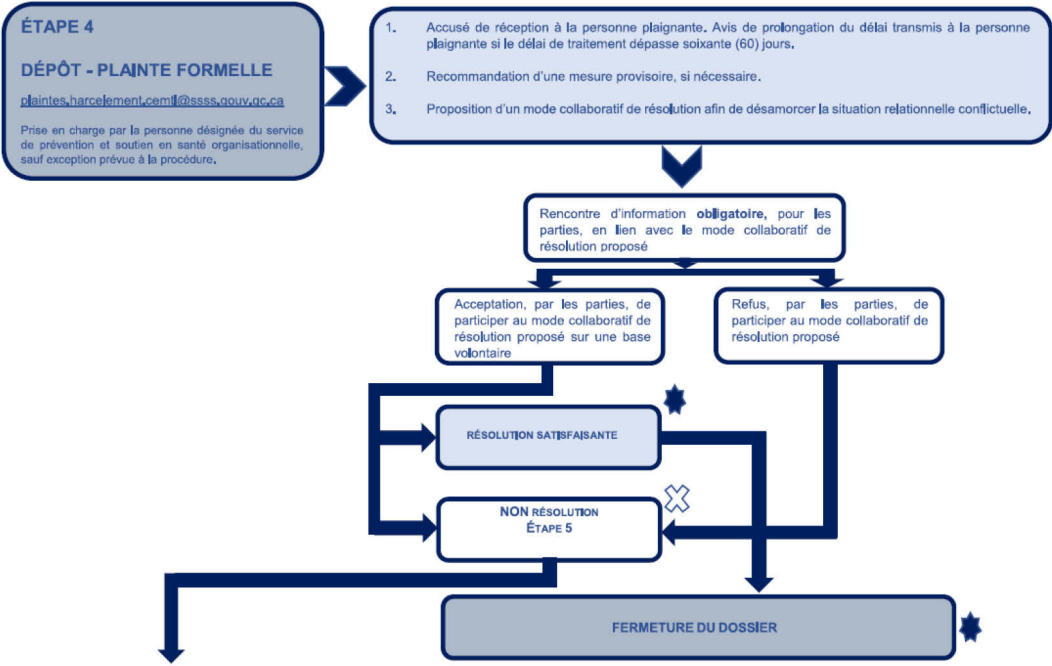 ÉTAPE 4
DÉPÔT - PLAINTE FORMELLE
plaintes.harcelement.cemtl@ssss.gouv.qc.ca
Prise en charge par la personne désignée du service
de prévention et soutien en santé organisationnelle,
sauf exception prévue à la procédure.
1. Accusé de réception à la personne plaignante. Avis de prolongation du délai transmis à la personne
plaignante si le délai de traitement dépasse soixante (60) jours.
2. Recommandation d'une mesure provisoire, si nécessaire.
3. Proposition d'un mode collaboratif de résolution afin de désamorcer la situation relationnelle conflictuelle.
Rencontre d'information obligatoire, pour les
parties, en lien avec le mode collaboratif de
résolution proposé
Acceptation, par les parties, de
participer au mode collaboratif de
résolution proposé sur une base
volontaire
Refus, par les parties, de
participer au mode collaboratif de
résolution proposé
RÉSOLUTION SATISFAISANTE
NON RÉSOLUTION
ÉTAPE 5
FERMETURE DU DOSSIER